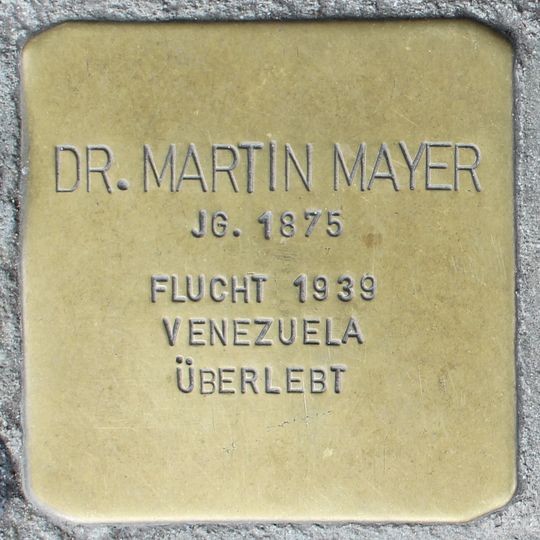 DR. MARTIN MAYER
JG. 1875
FLUCHT 1939
VENEZUELA
ÜBERLEBT